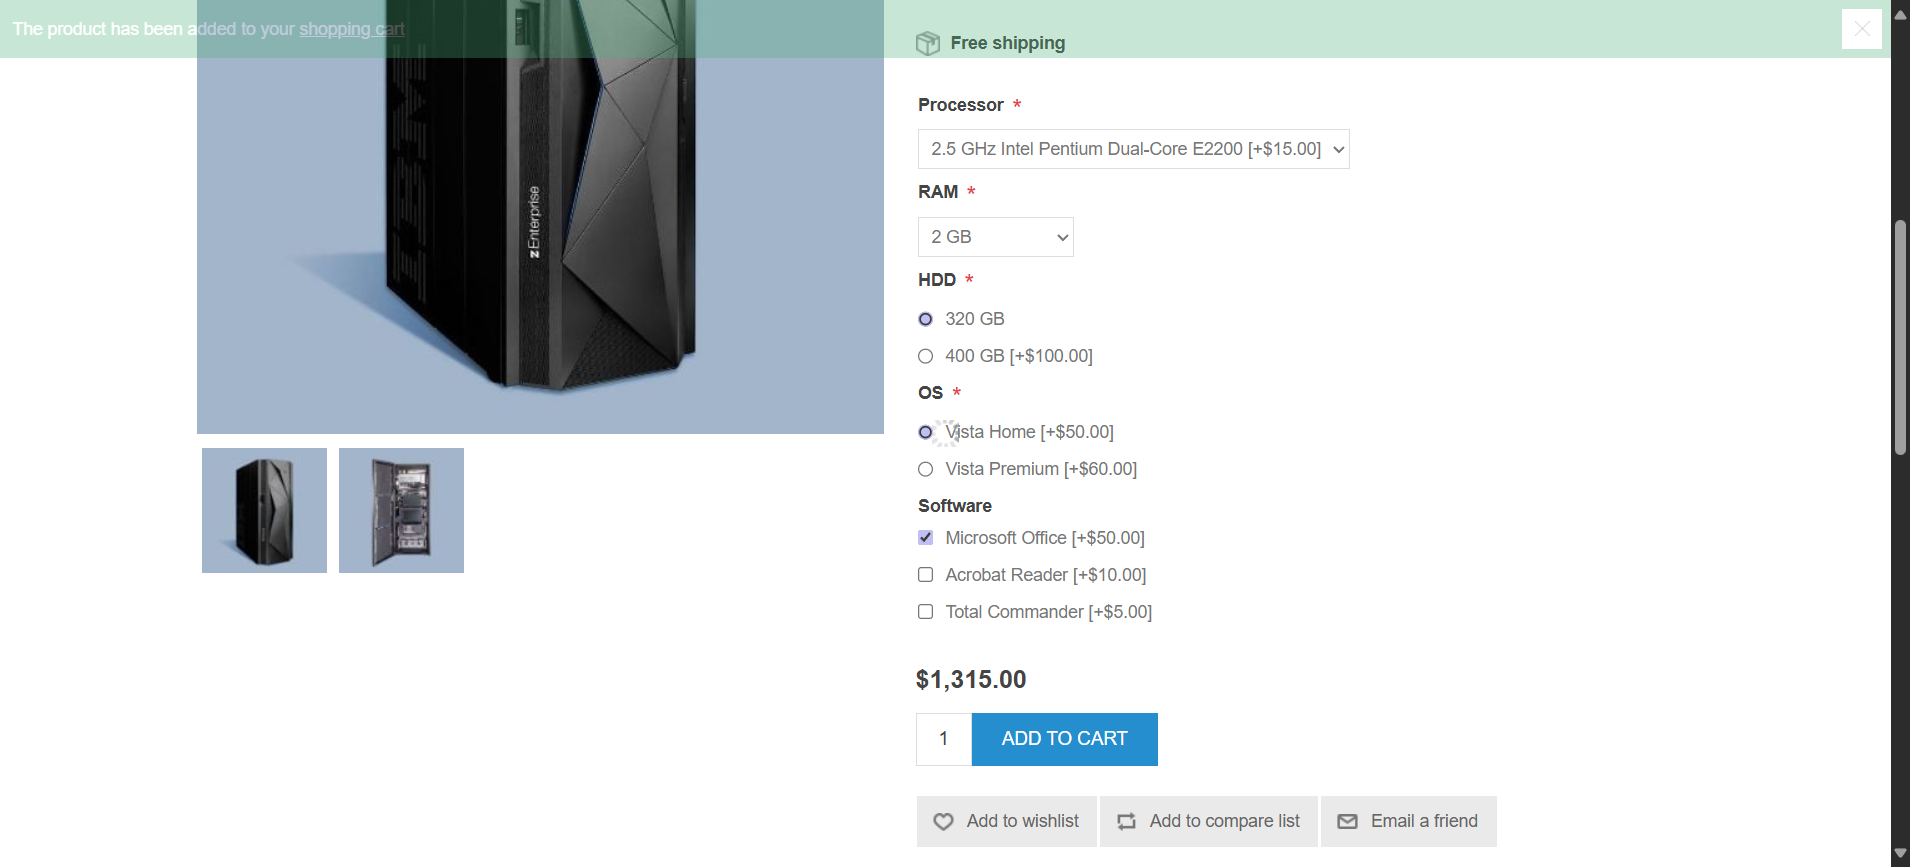 The product has been added to your shopping cart
Free shipping
Processor *
2.5 GHz Intel Pentium Dual-Core E2200 [+$15.00]
RAM *
2 GB
HDD *
320 GB
400 GB [+$100.00]
OS *
Vista Home [+$50.00]
Vista Premium [+$60.00]
Software
Microsoft Office [+$50.00]
Acrobat Reader [+$10.00]
Total Commander [+$5.00]
$1,315.00
1 ADD TO CART
Add to wishlist Add to compare list Email a friend
IBM
zEnterprise